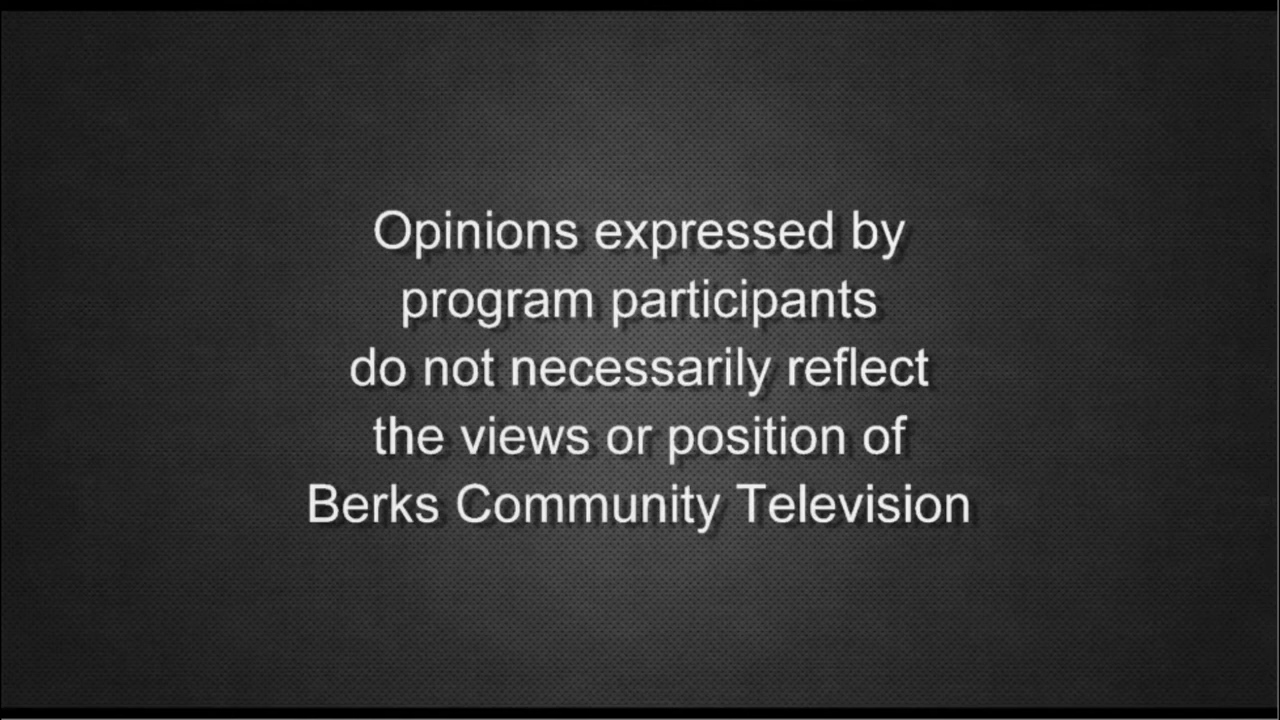 Opinions expressed by
program participants
do not necessarily reflect
the views or position of
Berks Community Television